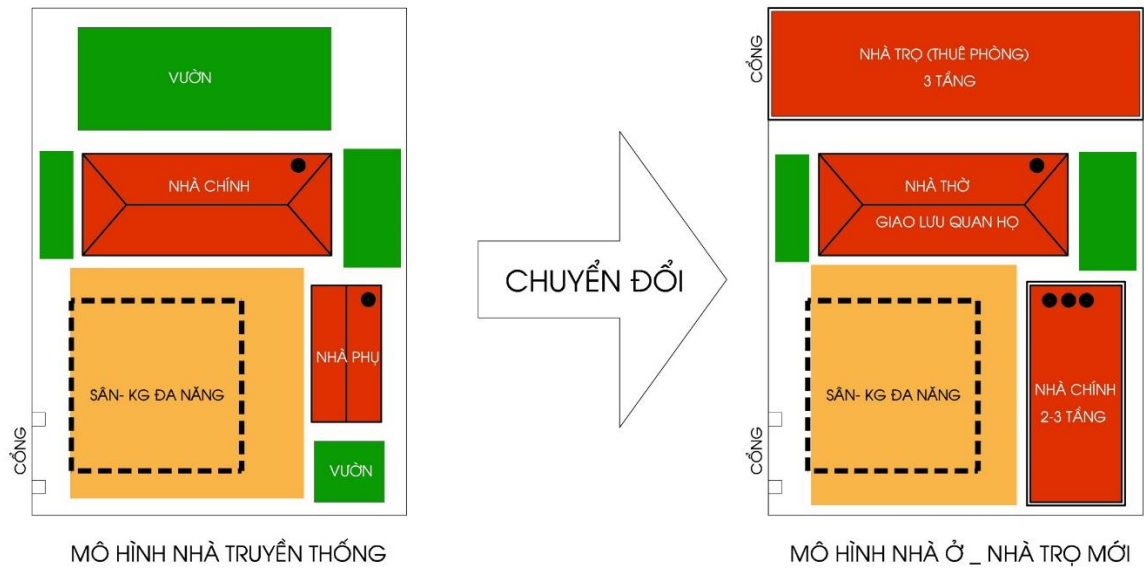 VƯỜN
NHÀ CHÍNH
NHÀ PHỤ
SÂN- KG ĐA NĂNG
CỔNG
VƯỜN
MÔ HÌNH NHÀ TRUYỀN THỐNG
CHUYỂN ĐỔI
CỔNG
NHÀ TRỌ (THUÊ PHÒNG)
3 TẦNG
NHÀ THỜ
GIAO LƯU QUAN HỌ
SÂN- KG ĐA NĂNG
NHÀ CHÍNH
2-3 TẦNG
CỔNG
MÔ HÌNH NHÀ Ở _ NHÀ TRỌ MỚI